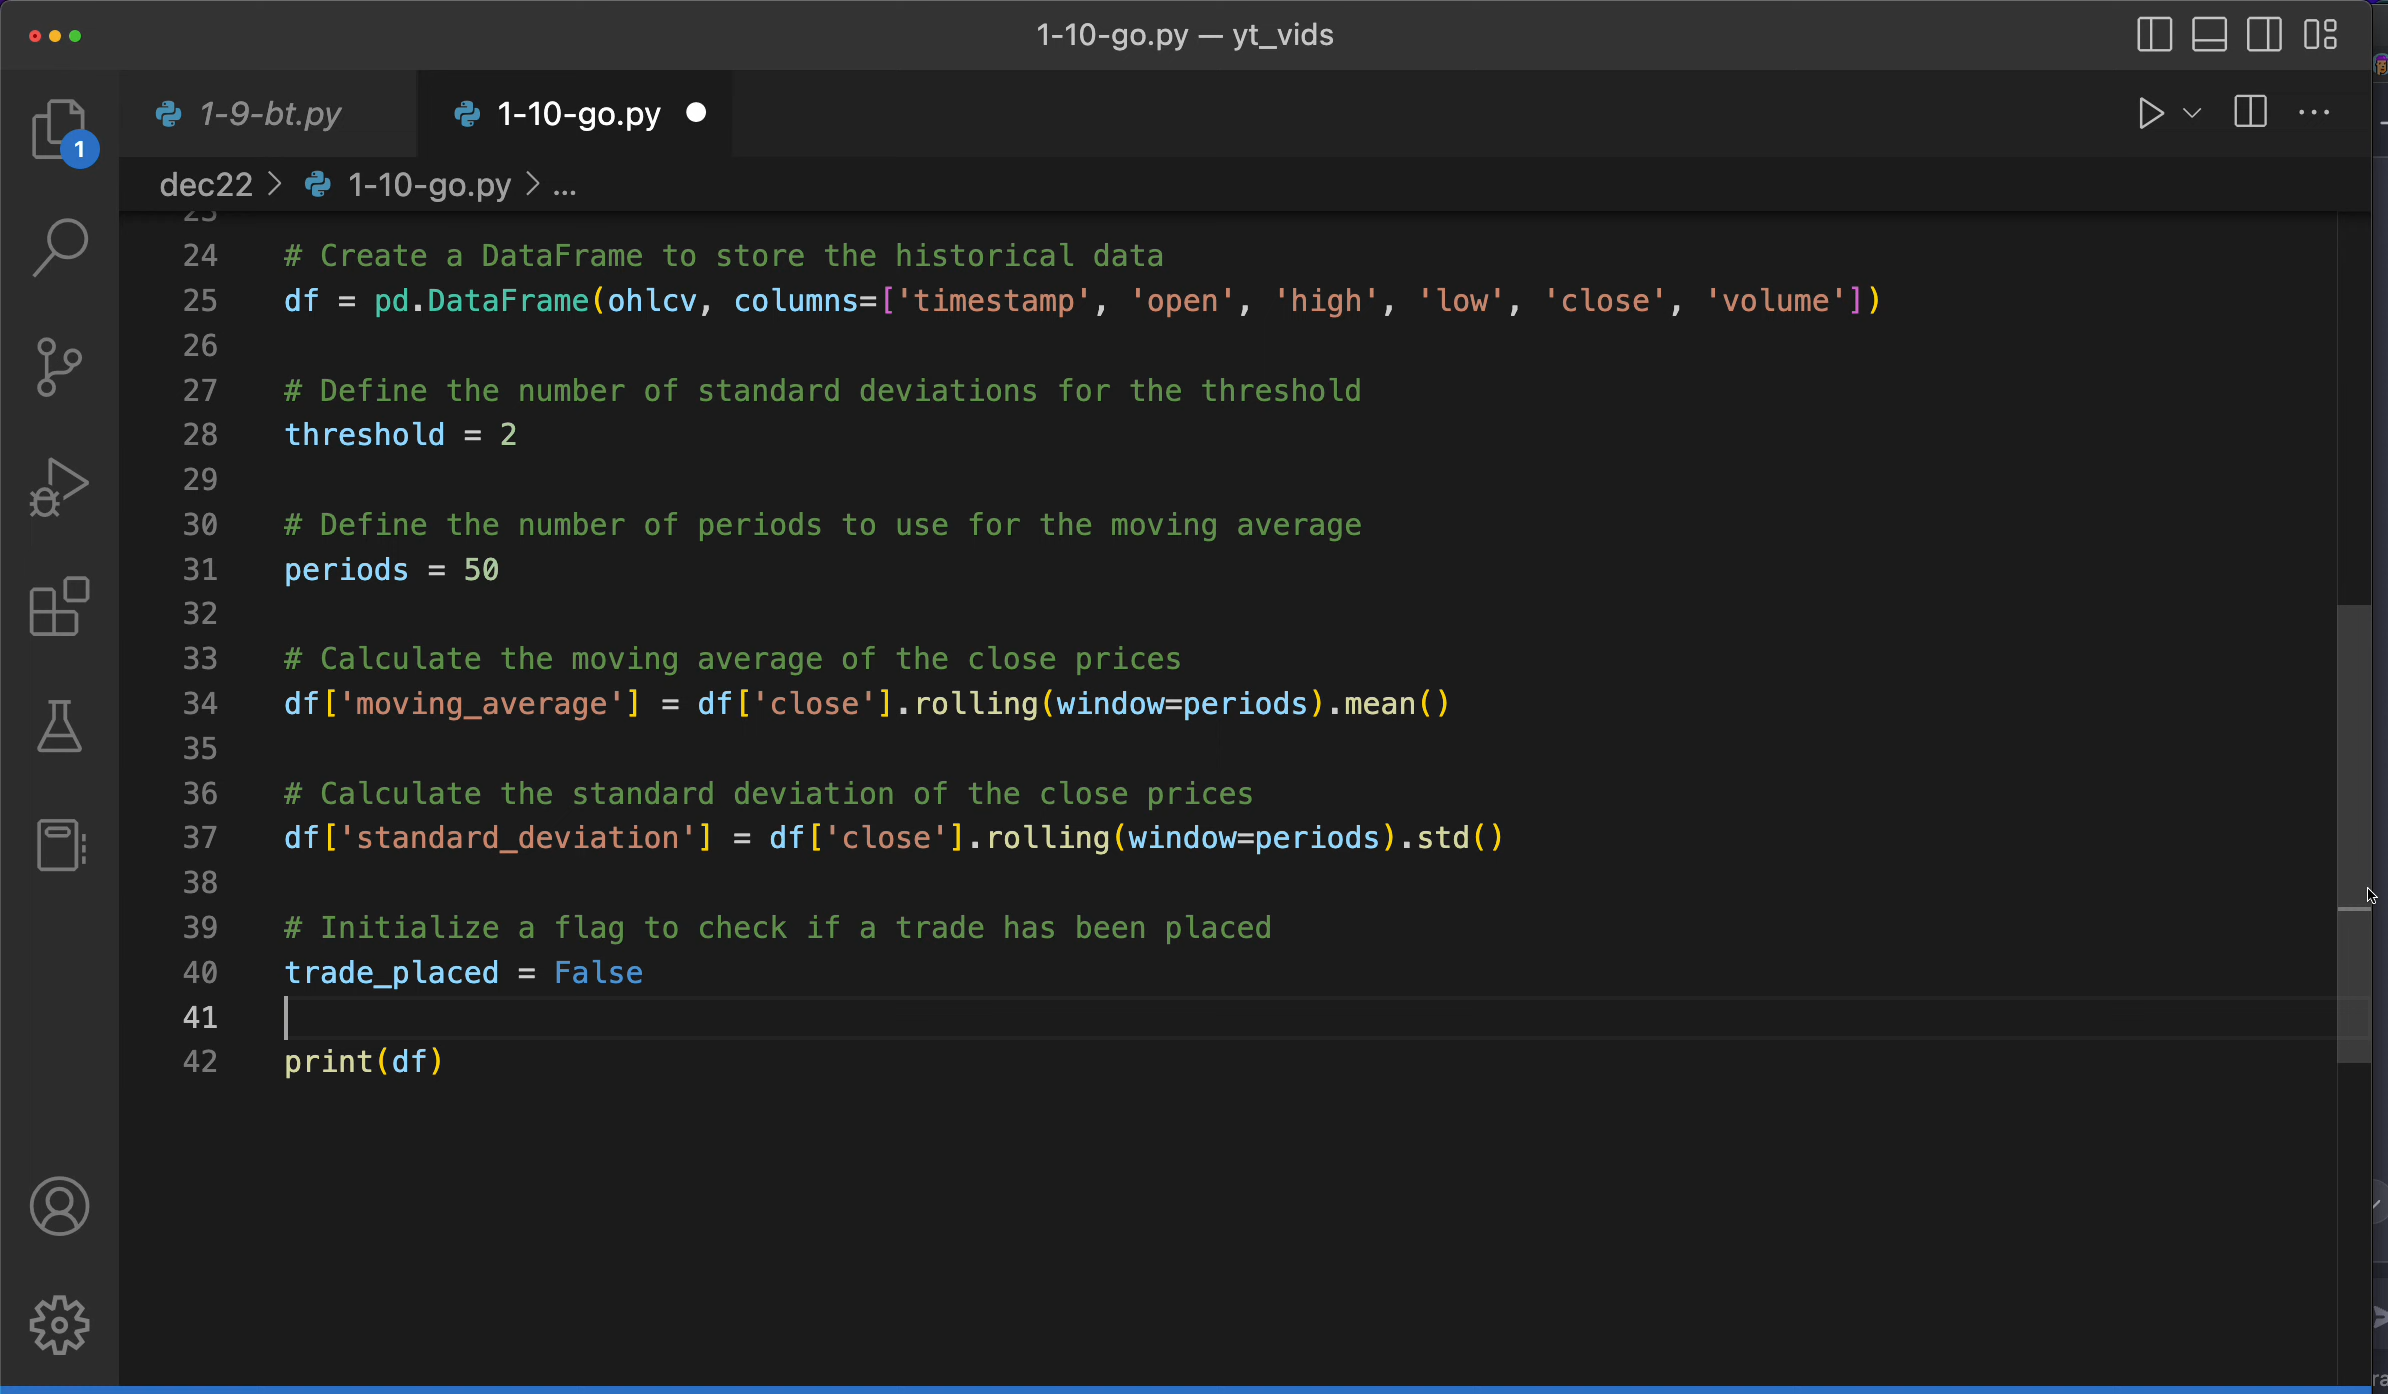 1-10-go.py — yt_vids
1-9-bt.py
1-10-go.py
1
dec22 > 1-10-go.py > ...
23
24 # Create a DataFrame to store the historical data
25 df = pd.DataFrame(ohlcv, columns=['timestamp', 'open', 'high', 'low', 'close', 'volume'])
26
27 # Define the number of standard deviations for the threshold
28 threshold = 2
29
30 # Define the number of periods to use for the moving average
31 periods = 50
32
33 # Calculate the moving average of the close prices
34 df['moving_average'] = df['close'].rolling(window=periods).mean()
35
36 # Calculate the standard deviation of the close prices
37 df['standard_deviation'] = df['close'].rolling(window=periods).std()
38
39 # Initialize a flag to check if a trade has been placed
40 trade_placed = False
41
42 print(df)